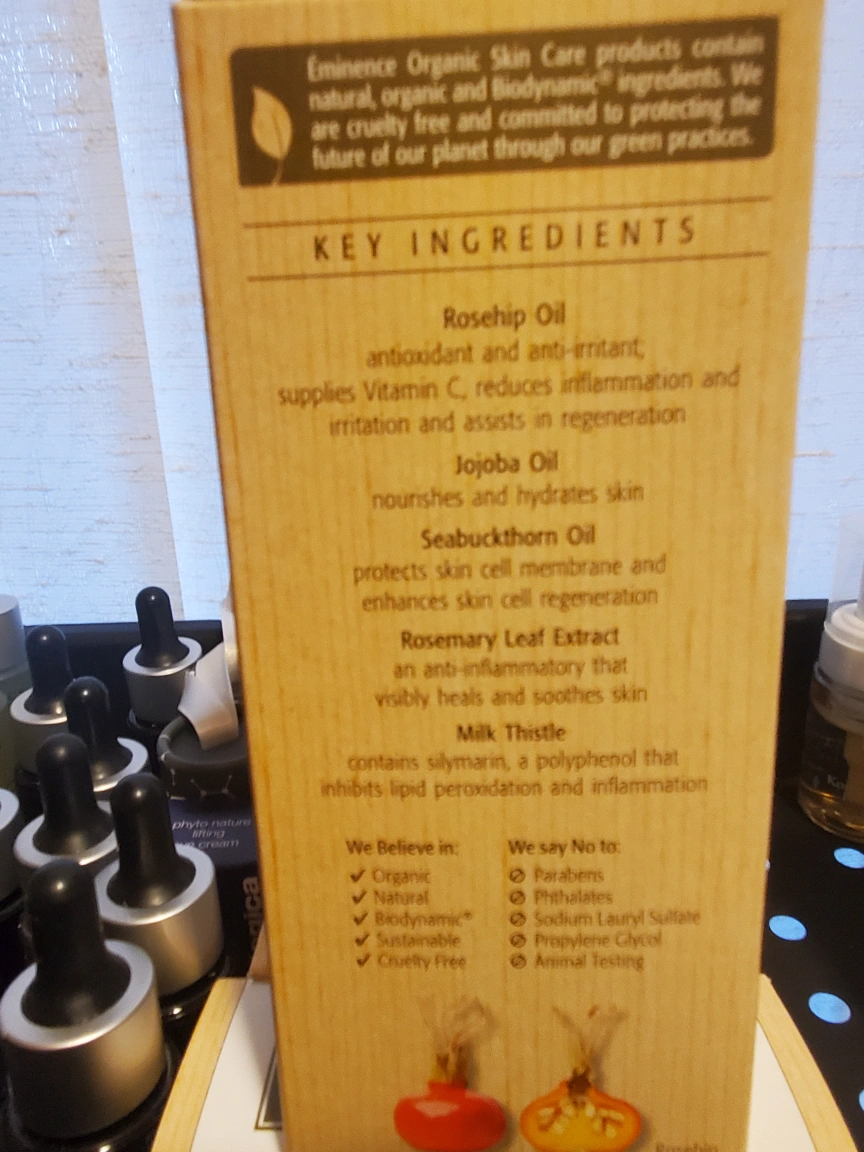 Éminence Organic Skin Care products contain
natural, organic and Biodynamic® ingredients. We
are cruelty free and committed to protecting the
future of our planet through our green practices.
KEY INGREDIENTS
Rosehip Oil
antioxidant and anti-irritant;
supplies Vitamin C, reduces inflammation and
irritation and assists in regeneration
Jojoba Oil
nourishes and hydrates skin
Seabuckthorn Oil
protects skin cell membrane and
enhances skin cell regeneration
Rosemary Leaf Extract
an anti-inflammatory that
visibly heals and soothes skin
Milk Thistle
contains silymarin, a polyphenol that
inhibits lipid peroxidation and inflammation
We Believe in:
✔ Organic
✔ Natural
✔ Biodynamic®
✔ Sustainable
✔ Cruelty Free
We say No to:
Parabens
Phthalates
Sodium Lauryl Sulfate
Propylene Glycol
Animal Testing
Rosehip
phyto nature
lifting
cream